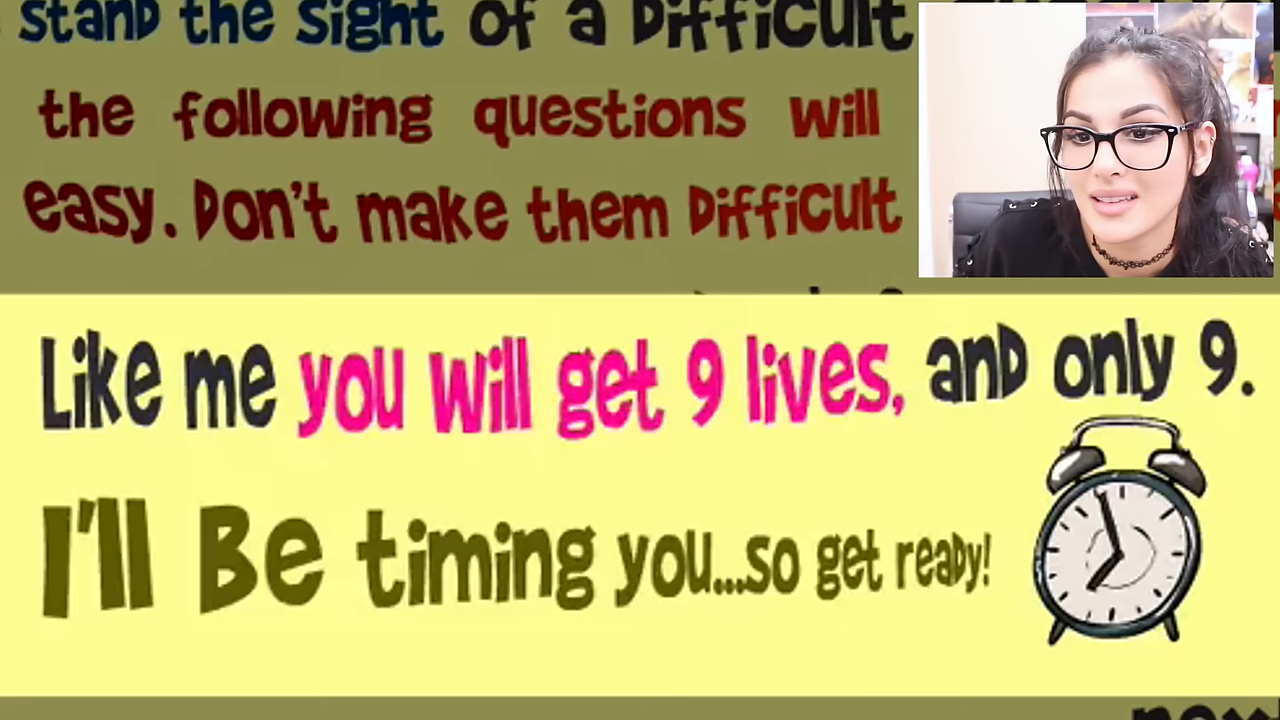 stand the sight of a Difficult
the following questions will
easy. Don't make them Difficult
Like me you will get 9 lives, and only 9.
I'll Be timing you...so get ready!